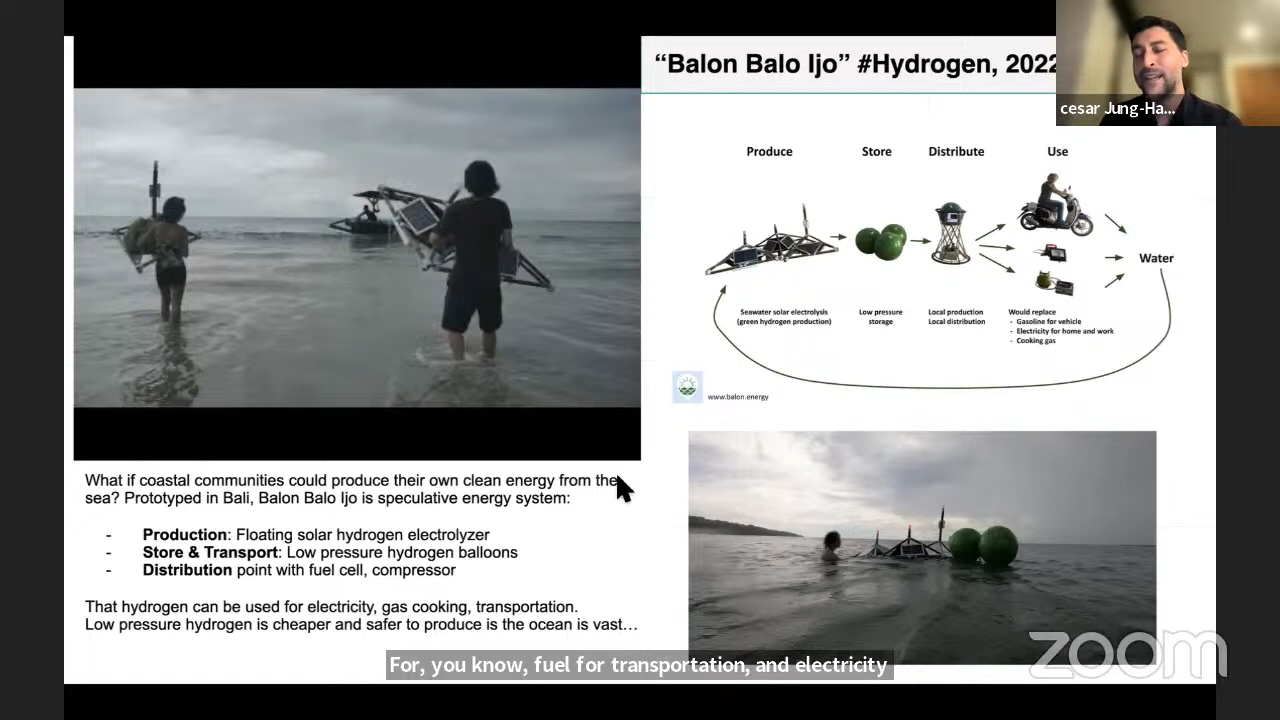 “Balon Balo Ijo” #Hydrogen, 2022
cesar Jung-Ha...
Produce
Store
Distribute
Use
Water
Seawater solar electrolysis
(green hydrogen production)
Low pressure
storage
Local production
Local distribution
Would replace
- Gasoline for vehicle
- Electricity for home and work
- Cooking gas
www.balon.energy
What if coastal communities could produce their own clean energy from the
sea? Prototyped in Bali, Balon Balo Ijo is speculative energy system:
- Production: Floating solar hydrogen electrolyzer
- Store & Transport: Low pressure hydrogen balloons
- Distribution point with fuel cell, compressor
That hydrogen can be used for electricity, gas cooking, transportation.
Low pressure hydrogen is cheaper and safer to produce is the ocean is vast…
For, you know, fuel for transportation, and electricity
zoom